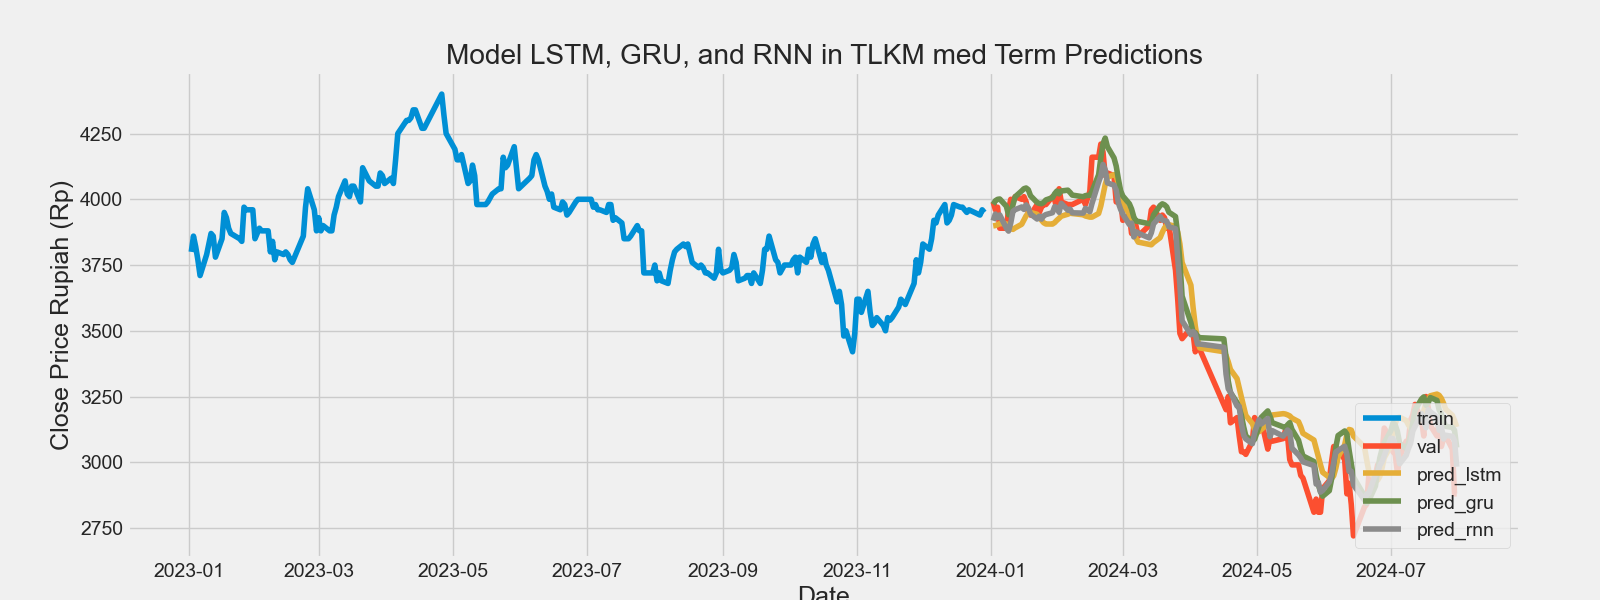 Model LSTM, GRU, and RNN in TLKM med Term Predictions
Close Price Rupiah (Rp)
4250
4000
3750
3500
3250
3000
2750
train
val
pred_lstm
pred_gru
pred_rnn
2023-01 2023-03 2023-05 2023-07 2023-09 2023-11 2024-01 2024-03 2024-05 2024-07
Date